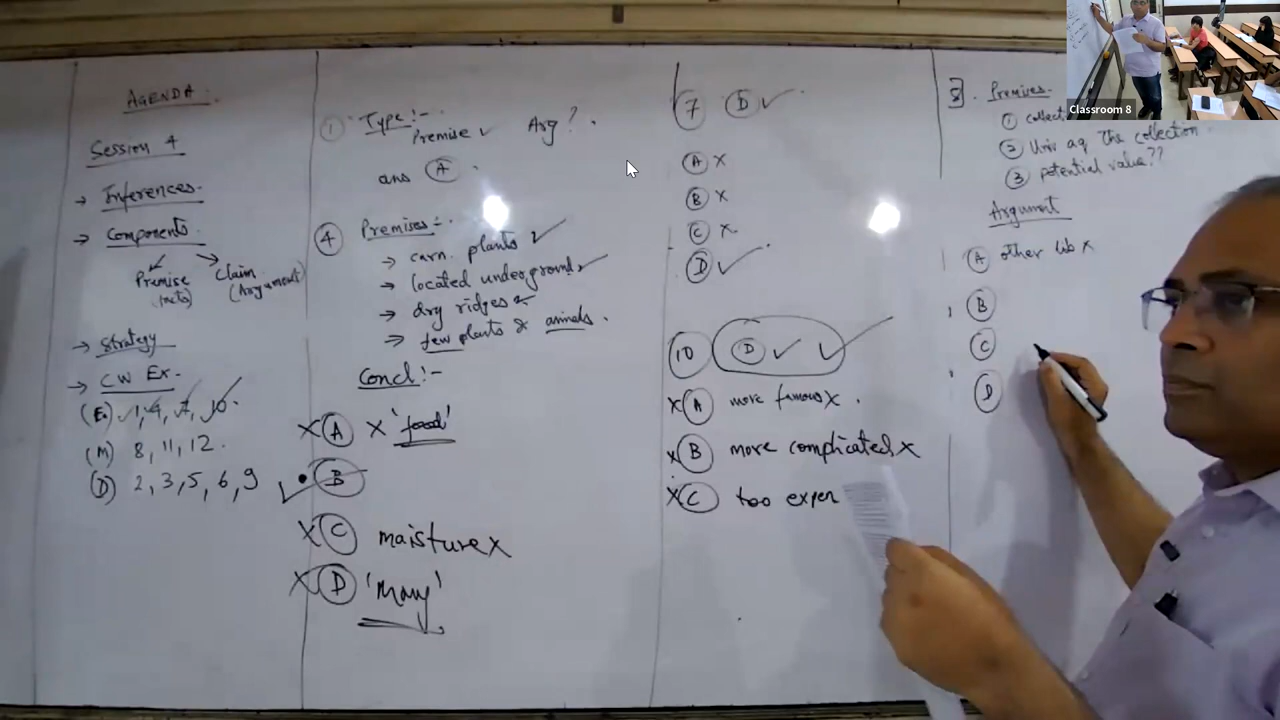 AGENDA
Session 4
→ Inferences
→ Components
Premise
(facts)
Claim
(Argument)
→ Strategy
→ CW Ex.
(E) 1, 4, 7, 10.
(M) 8, 11, 12.
(D) 2, 3, 5, 6, 9
① Type:-
Premise ✓ Arg?.
ans Ⓐ.
④ Premises:-
→ carn. plants ✓
→ located underground, ✓
→ dry ridges ✓
→ few plants & animals.
Concl:-
X Ⓐ X 'food'
✓ Ⓑ
X Ⓒ maisture X
X Ⓓ 'Many'
⑦ Ⓓ ✓
Ⓐ X
Ⓑ X
Ⓒ X
Ⓓ ✓
⑩ Ⓓ ✓ ✓
X Ⓐ more famous X.
X Ⓑ more complicated X
X Ⓒ too expen
8]. Premises.
① collect
② Univ aq the collection.
③ potential value??
Argument
Ⓐ other lib X
Ⓑ
Ⓒ
Ⓓ
Classroom 8